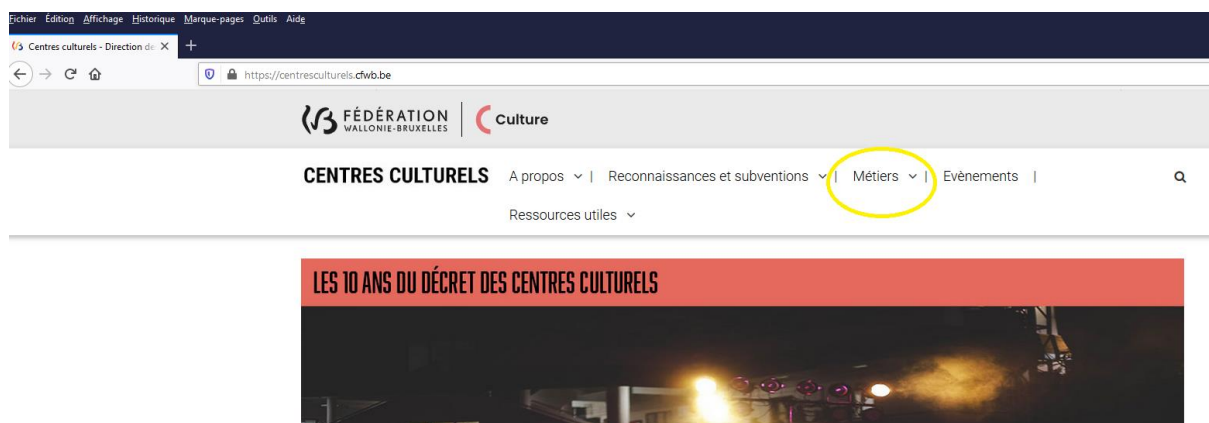 Fichier Édition Affichage Historique Marque-pages Outils Aide
Centres culturels - Direction de
https://centresculturels.cfwb.be
FÉDÉRATION
WALLONIE-BRUXELLES
Culture
CENTRES CULTURELS A propos | Reconnaissances et subventions | Métiers | Evènements |
Ressources utiles
LES 10 ANS DU DÉCRET DES CENTRES CULTURELS